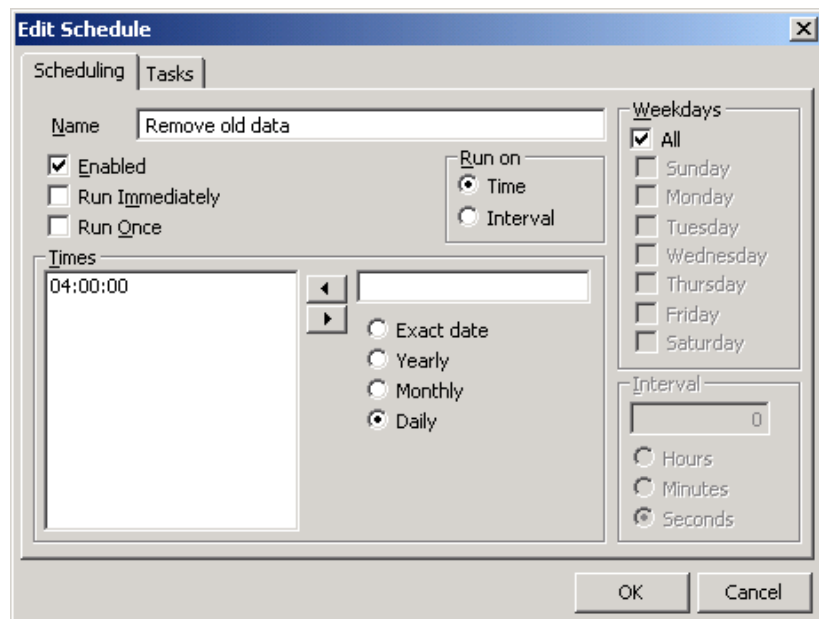 Edit Schedule
Scheduling Tasks
Name Remove old data
Enabled
Run Immediately
Run Once
Run on
Time
Interval
Times
04:00:00
Exact date
Yearly
Monthly
Daily
Weekdays
All
Sunday
Monday
Tuesday
Wednesday
Thursday
Friday
Saturday
Interval
0
Hours
Minutes
Seconds
OK Cancel